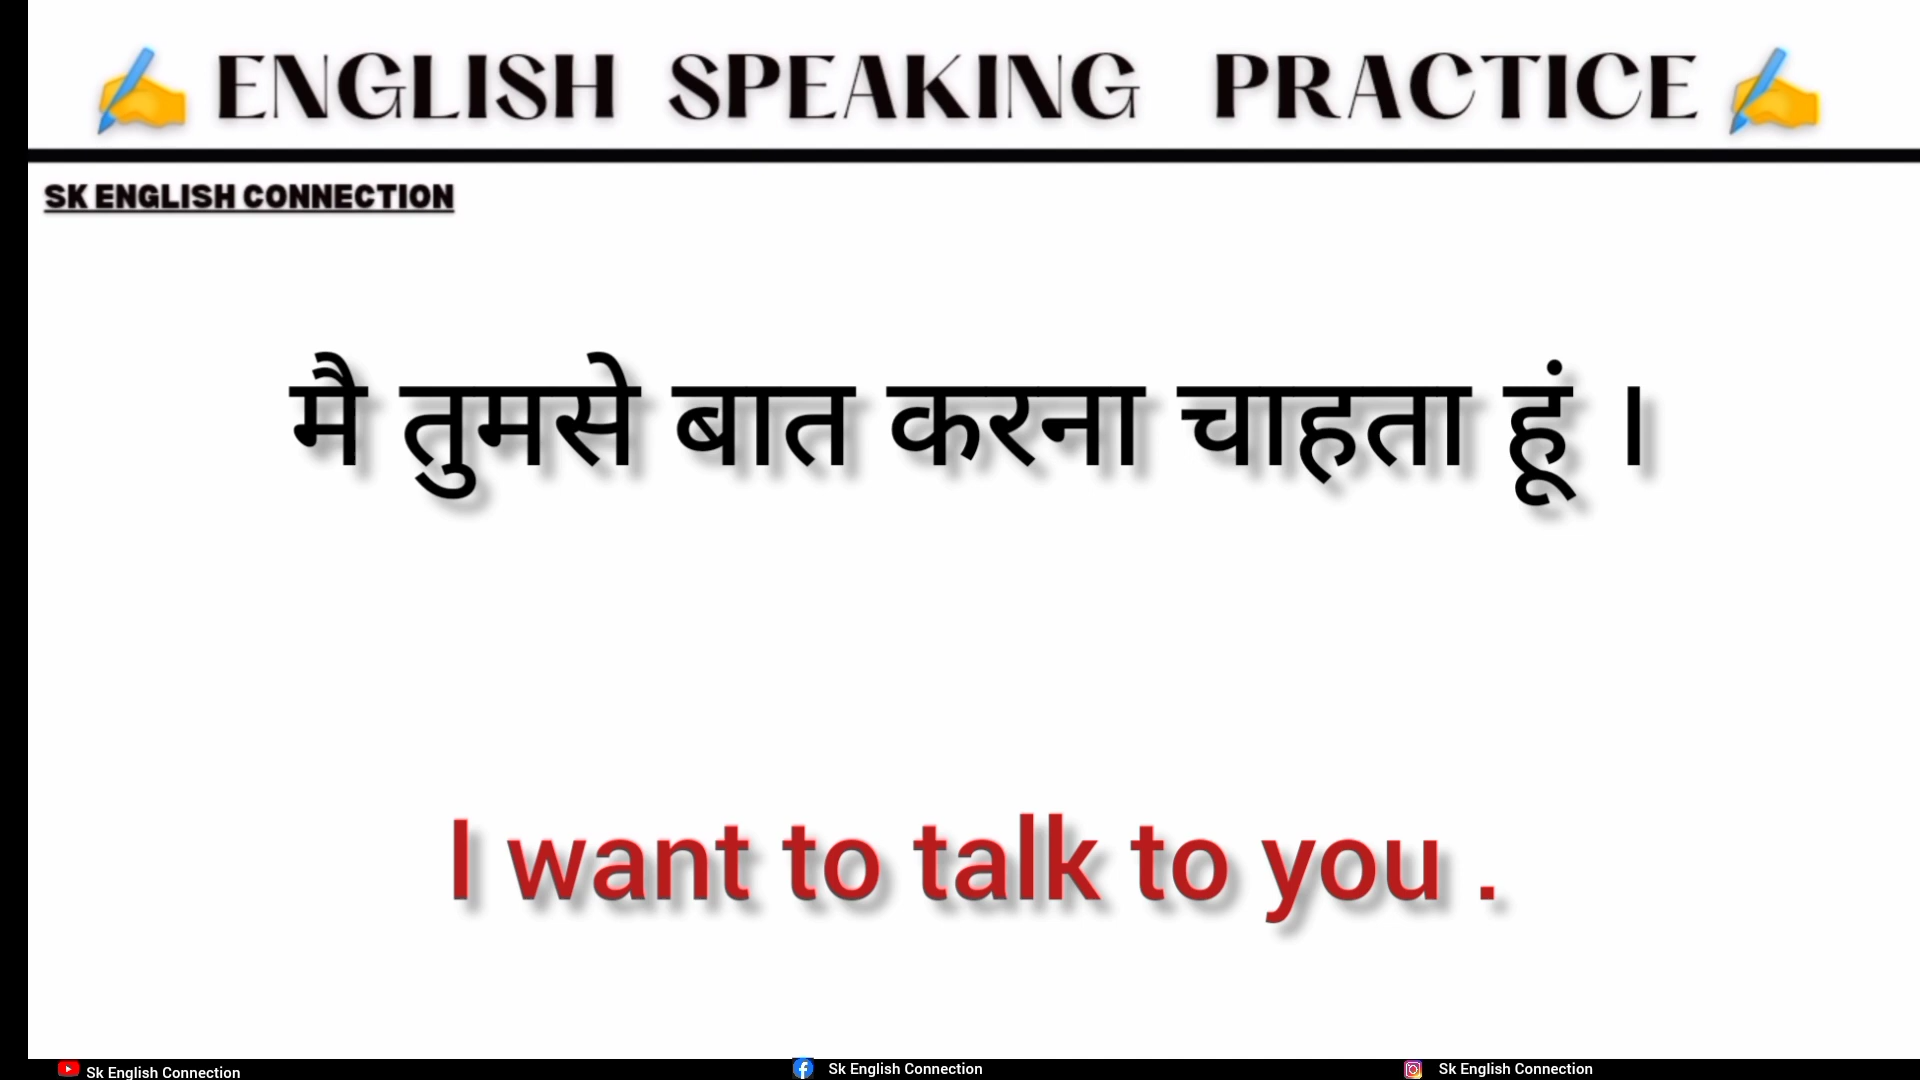 ✍️ ENGLISH SPEAKING PRACTICE ✍️
SK ENGLISH CONNECTION
मै तुमसे बात करना चाहता हूं ।
I want to talk to you .
Sk English Connection
Sk English Connection
Sk English Connection